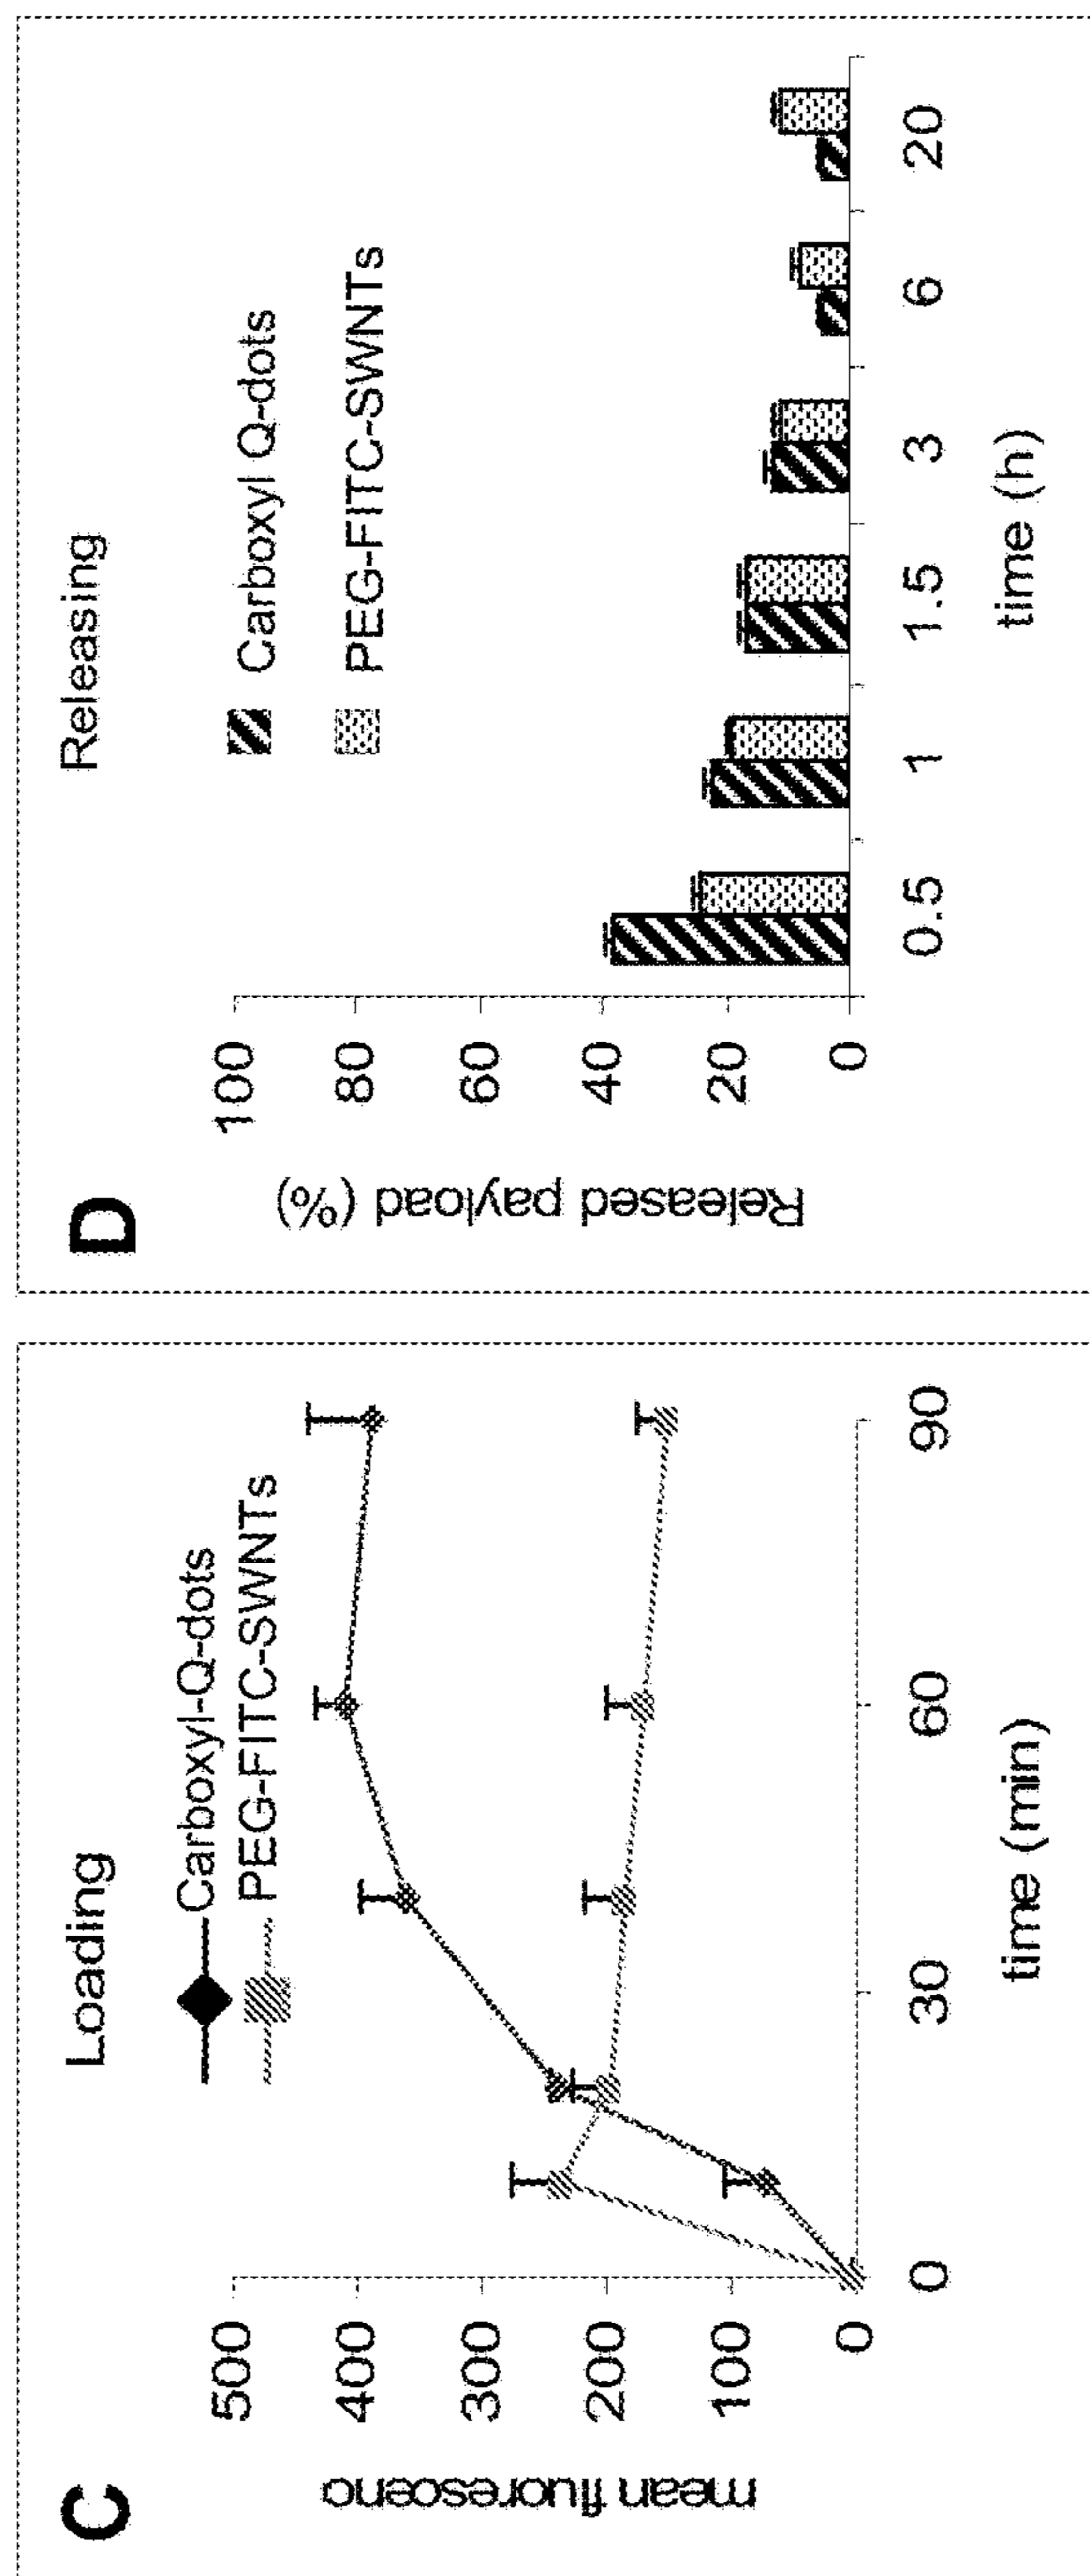 C
Loading
Carboxyl-Q-dots
PEG-FITC-SWNTs
mean fluorescenc
500
400
300
200
100
0
0 30 60 90
time (min)
D
Releasing
Carboxyl Q-dots
PEG-FITC-SWNTs
Released payload (%)
100
80
60
40
20
0
0.5 1 1.5 3 6 20
time (h)